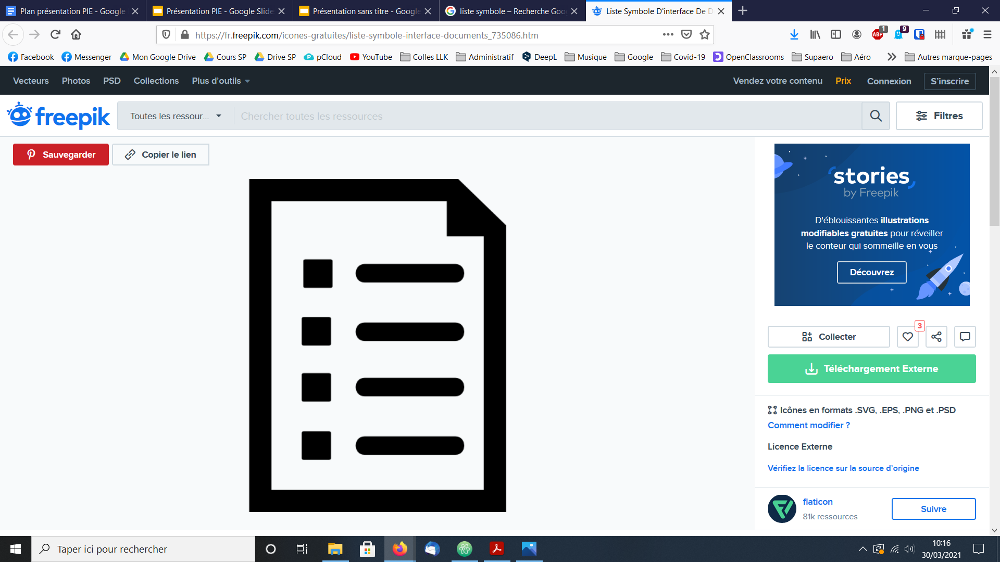 Plan présentation PIE - Google
Présentation PIE - Google Slide
Présentation sans titre - Google
liste symbole – Recherche Goo
Liste Symbole D'interface De D
https://fr.freepik.com/icones-gratuites/liste-symbole-interface-documents_735086.htm
ABP
1
9
Facebook
Messenger
Mon Google Drive
Cours SP
Drive SP
pCloud
YouTube
Colles LLK
Administratif
DeepL
Musique
Google
Covid-19
OpenClassrooms
Supaero
Aéro
Autres marque-pages
Vecteurs
Photos
PSD
Collections
Plus d'outils
Vendez votre contenu
Prix
Connexion
S'inscrire
freepik
Toutes les ressour...
Chercher toutes les ressources
Filtres
Sauvegarder
Copier le lien
stories
by Freepik
D'éblouissantes illustrations
modifiables gratuites pour réveiller
le conteur qui sommeille en vous
Découvrez
Collecter
3
Téléchargement Externe
Icônes en formats .SVG, .EPS, .PNG et .PSD
Comment modifier ?
Licence Externe
Vérifiez la licence sur la source d'origine
flaticon
81k ressources
Suivre
Taper ici pour rechercher
10:16
30/03/2021